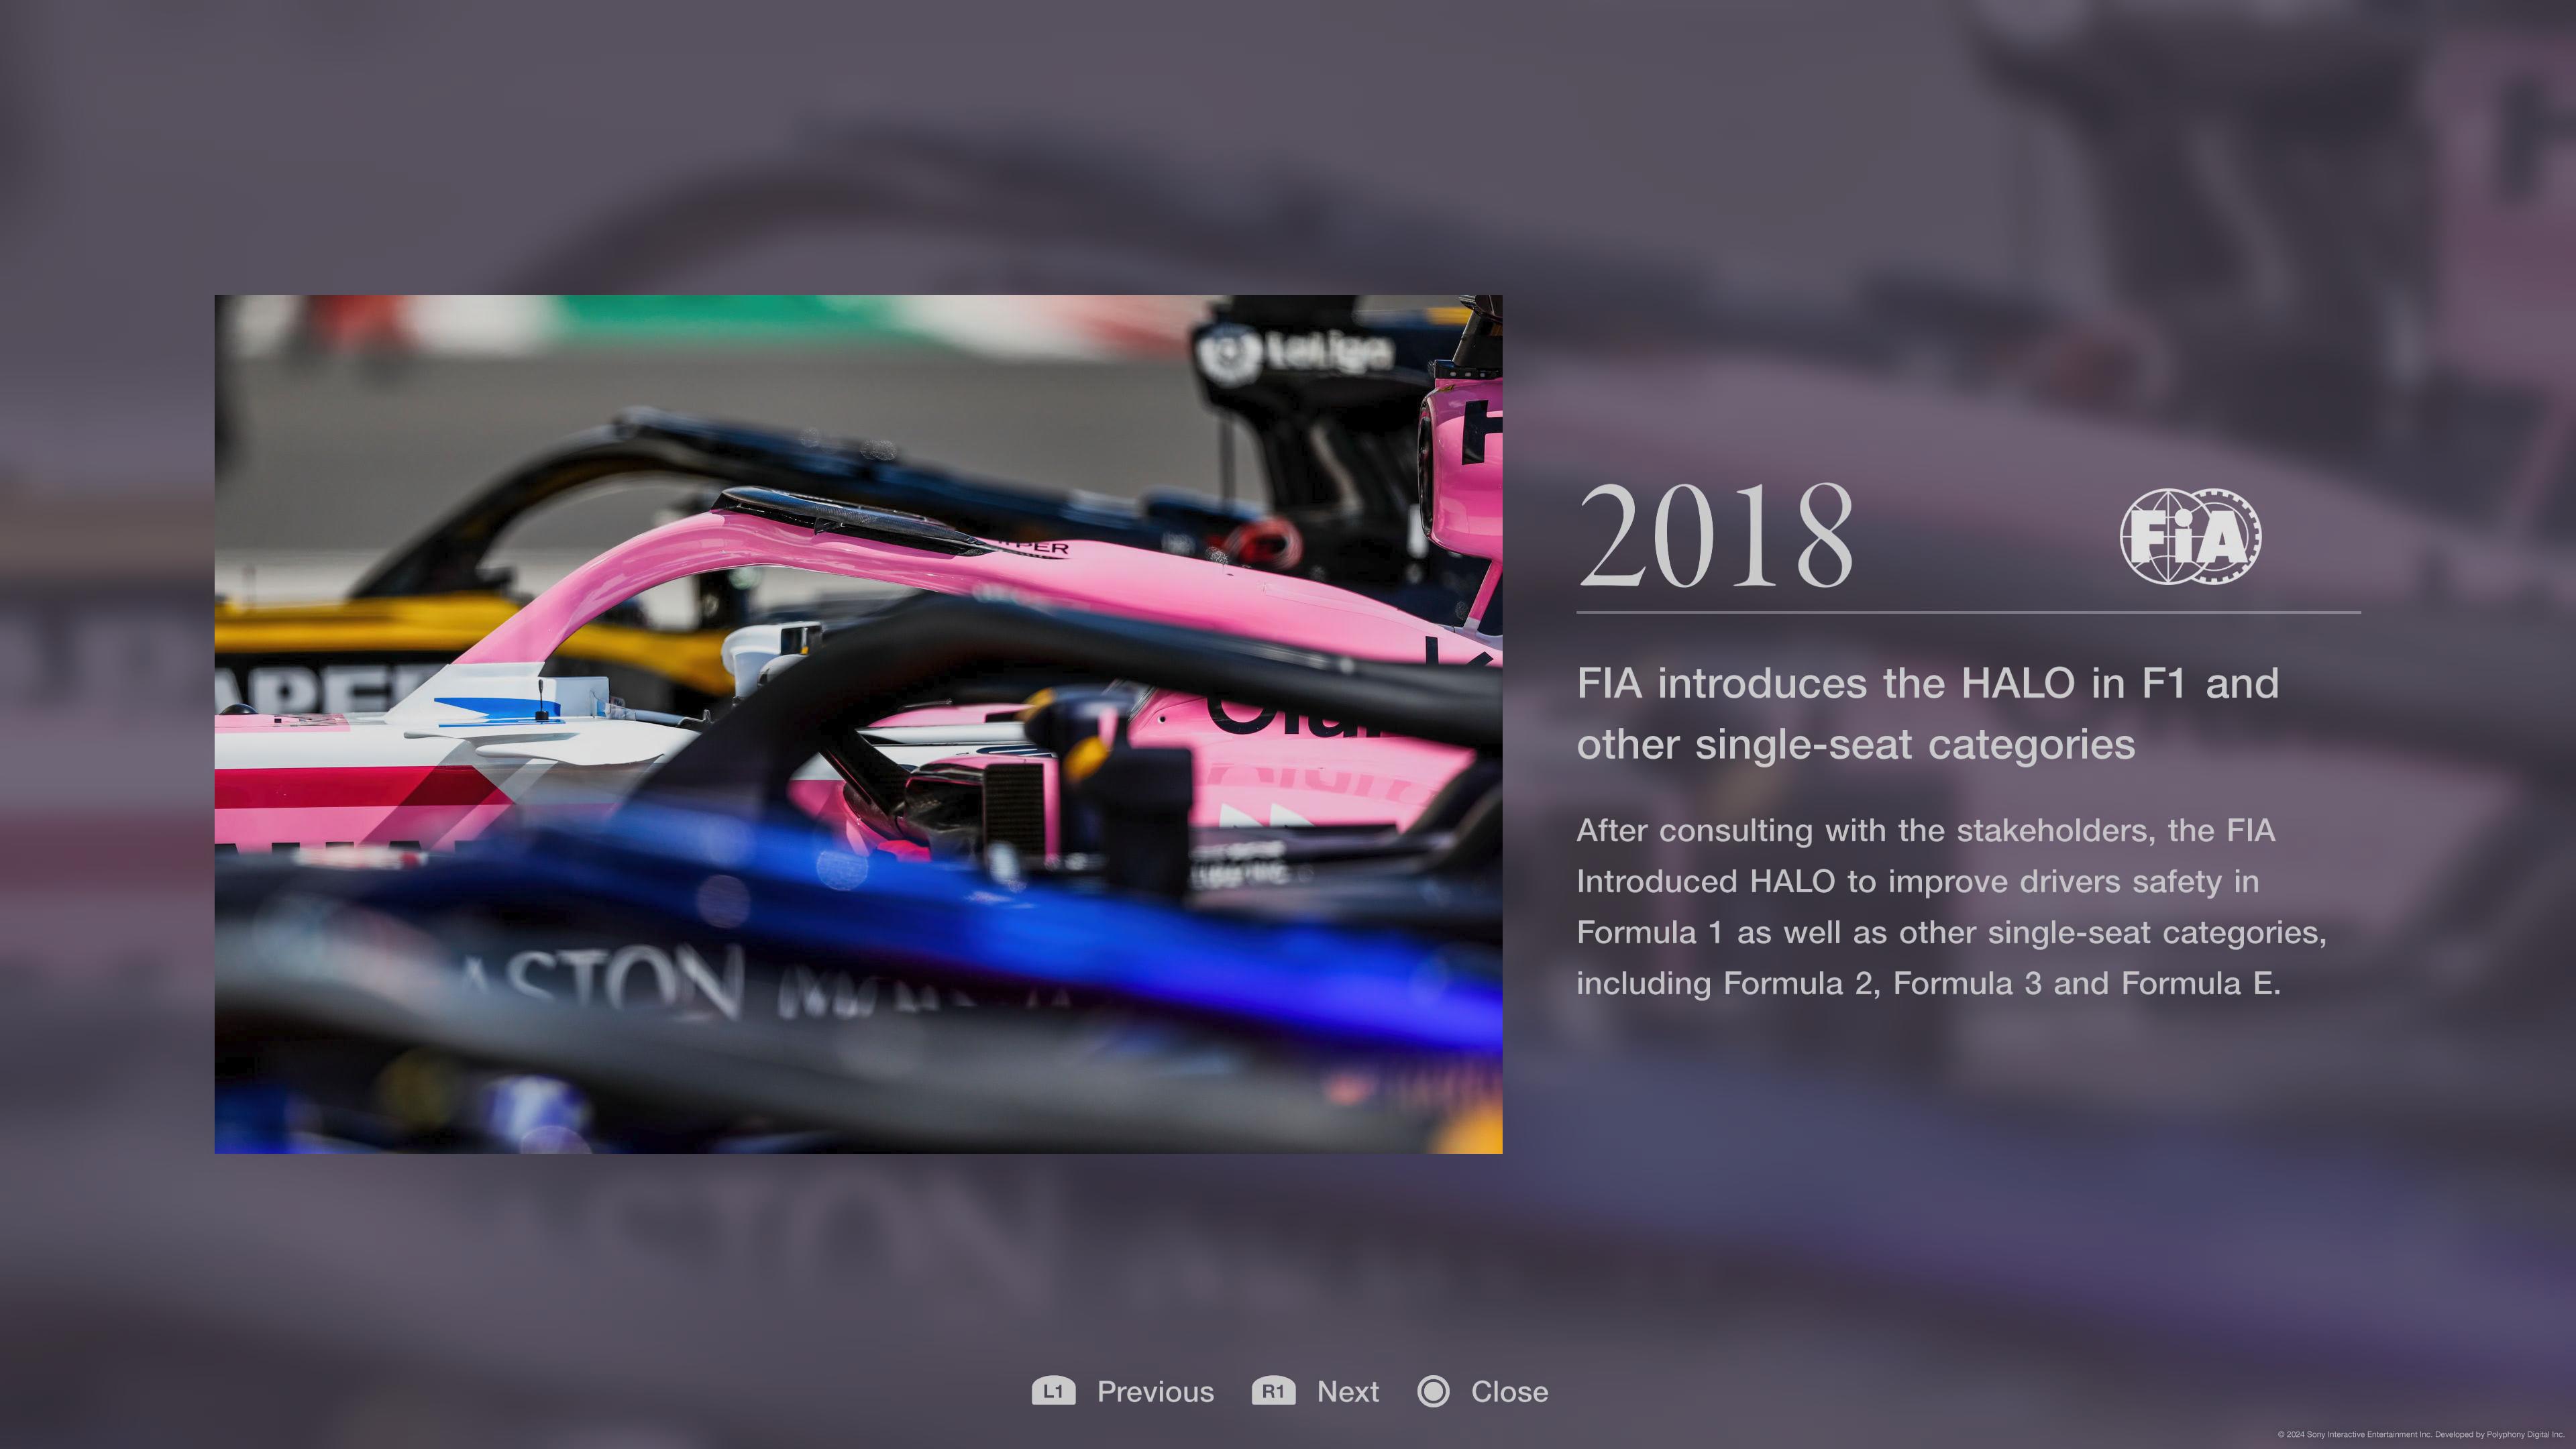 LaLiga
2018
FiA
FIA introduces the HALO in F1 and
other single-seat categories
After consulting with the stakeholders, the FIA
Introduced HALO to improve drivers safety in
Formula 1 as well as other single-seat categories,
including Formula 2, Formula 3 and Formula E.
ASTON
L1 Previous R1 Next Close
© 2024 Sony Interactive Entertainment Inc. Developed by Polyphony Digital Inc.